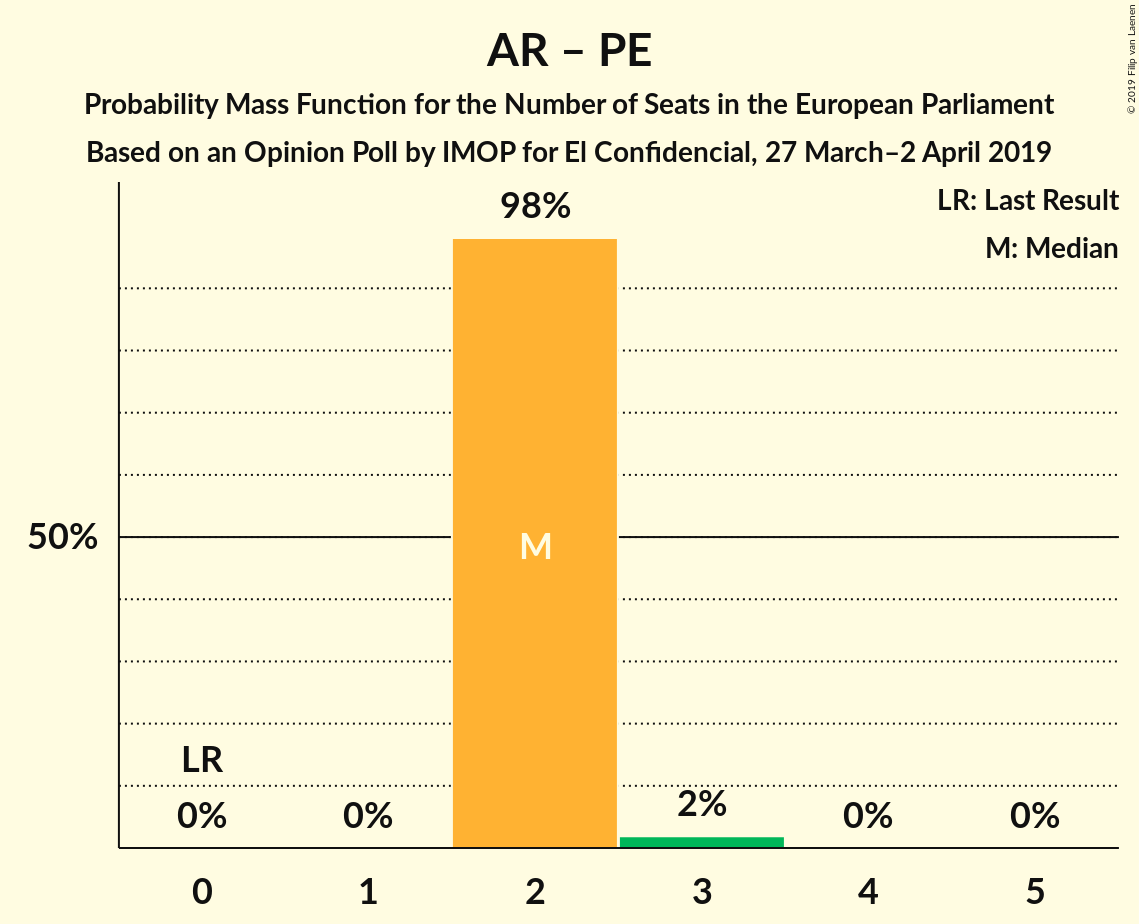 AR – PE
Probability Mass Function for the Number of Seats in the European Parliament
Based on an Opinion Poll by IMOP for El Confidencial, 27 March–2 April 2019
© 2019 Filip van Laenen
LR: Last Result
M: Median
98%
50%
M
LR
0%
0%
2%
0%
0%
0
1
2
3
4
5